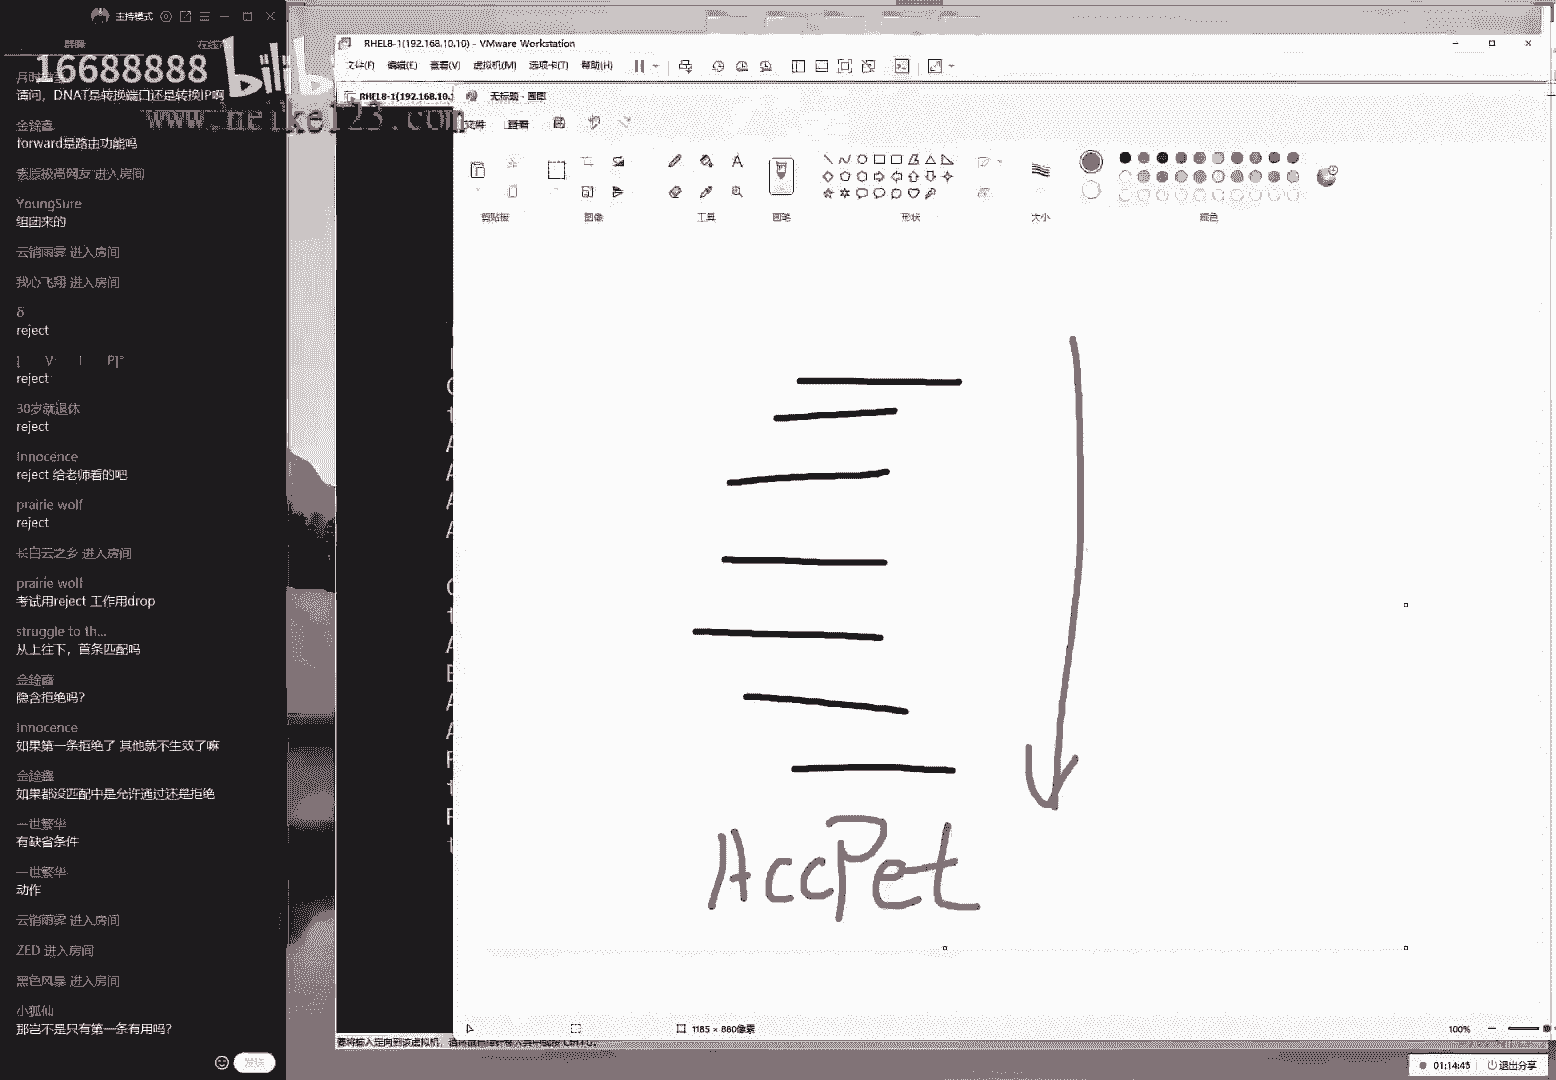 主持模式
16688888
bilib
请问，DNAT是转换端口还是转换IP啊
www.heike123.com
金鍂鑫
forward是路由功能吗
素版极高网友 进入房间
YoungSure
组团来的
云销雨霁 进入房间
我心飞翔 进入房间
δ
reject
reject
30岁就退休
reject
Innocence
reject 给老师看的吧
prairie wolf
reject
长白云之乡 进入房间
prairie wolf
考试用reject 工作用drop
struggle to th...
从上往下，首条匹配吗
金鍂鑫
隐含拒绝吗?
Innocence
如果第一条拒绝了 其他就不生效了嘛
金鍂鑫
如果都没匹配中是允许通过还是拒绝
一世繁华
有缺省条件
一世繁华
动作
云销雨霁 进入房间
ZED 进入房间
黑色风暴 进入房间
小狐仙
那岂不是只有第一条有用吗?
发送
RHEL8-1(192.168.10.10) - VMware Workstation
文件(F) 编辑(E) 查看(V) 虚拟机(M) 选项卡(T) 帮助(H)
RHEL8-1(192.168.10.1
无标题 - 画图
文件 查看
剪贴板 图像 工具 画笔 形状 大小 颜色
AccPet
1185 × 880像素
100%
01:14:45 退出分享